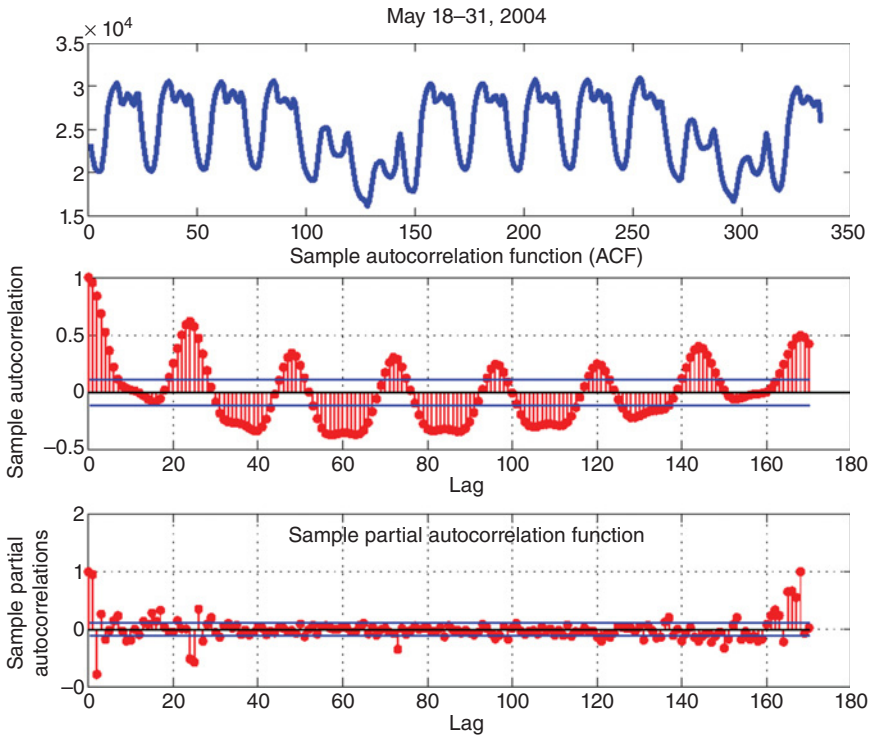 May 18–31, 2004
× 10⁴
3.5
3
2.5
2
1.5
0 50 100 150 200 250 300 350
Sample autocorrelation function (ACF)
Sample autocorrelation
1
0.5
0
−0.5
0 20 40 60 80 100 120 140 160 180
Lag
Sample partial autocorrelation function
Sample partial
autocorrelations
2
1
0
−0
0 20 40 60 80 100 120 140 160 180
Lag